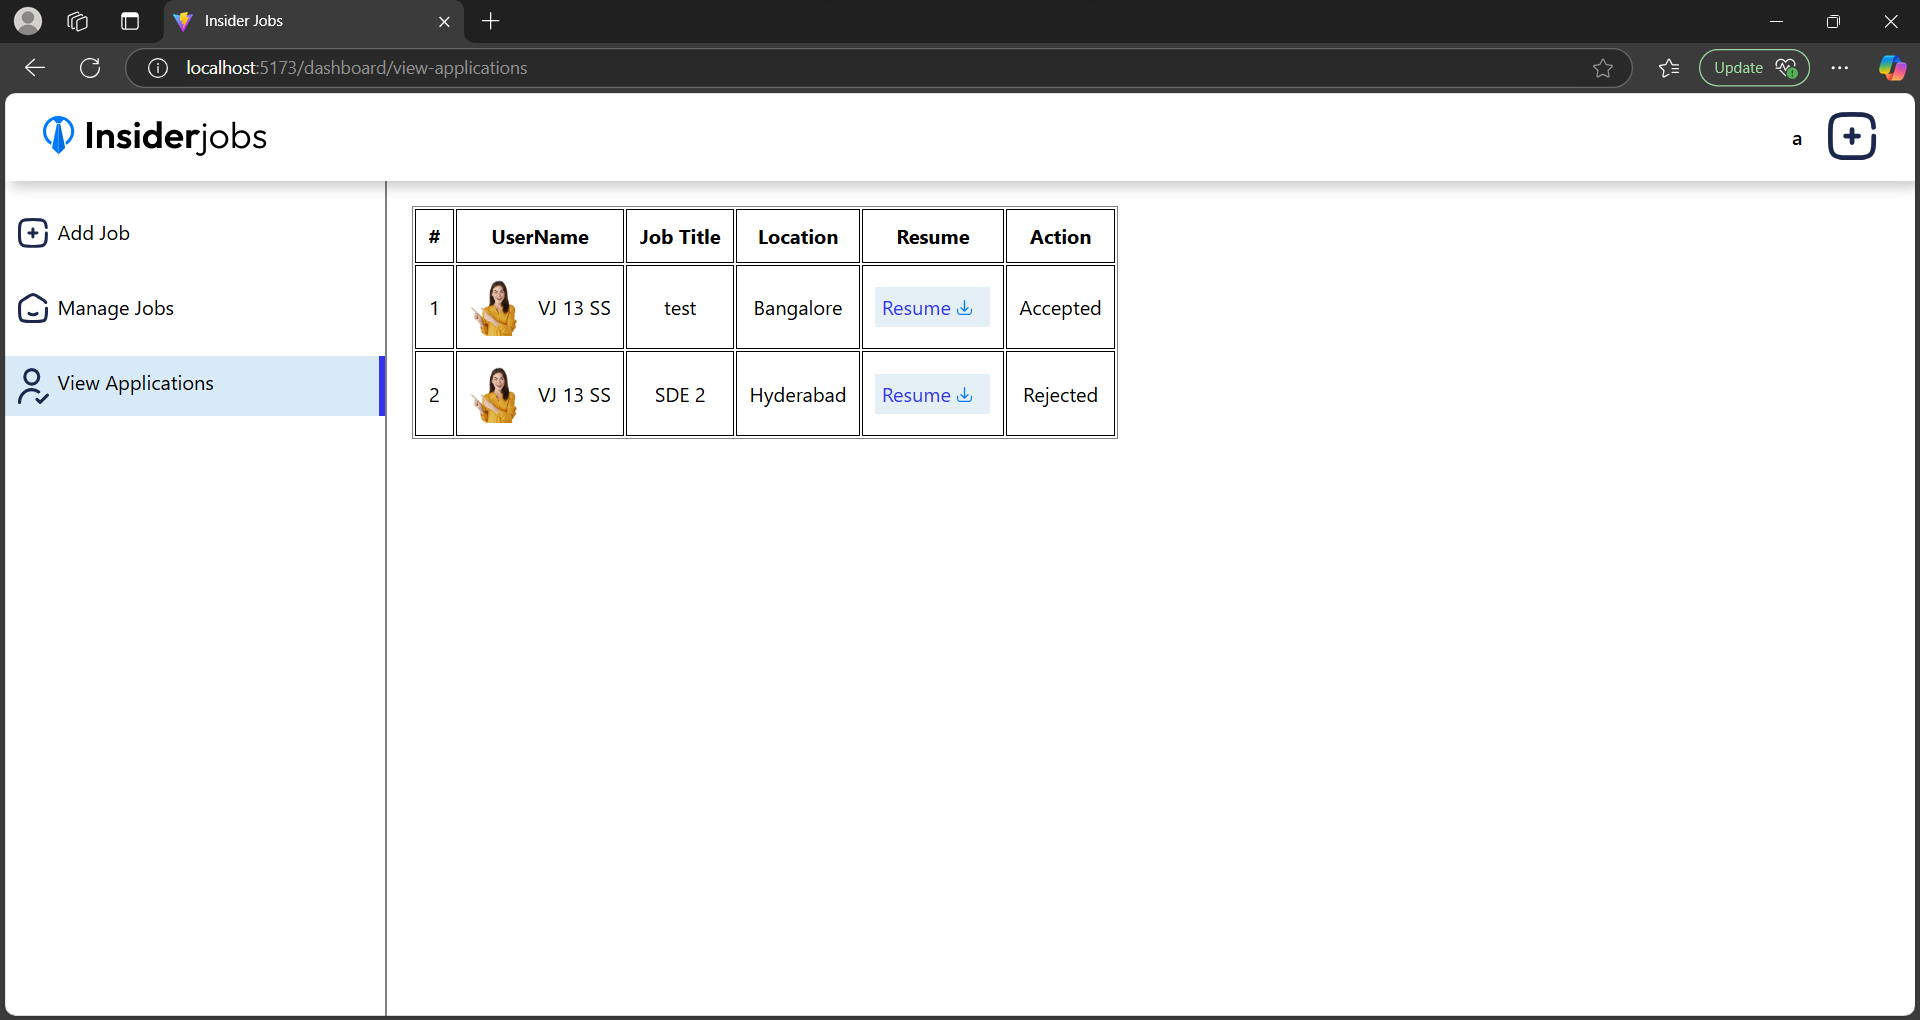 Insider Jobs
localhost:5173/dashboard/view-applications
Update
Insiderjobs
a
Add Job
Manage Jobs
View Applications
# UserName Job Title Location Resume Action
1 VJ 13 SS test Bangalore Resume Accepted
2 VJ 13 SS SDE 2 Hyderabad Resume Rejected